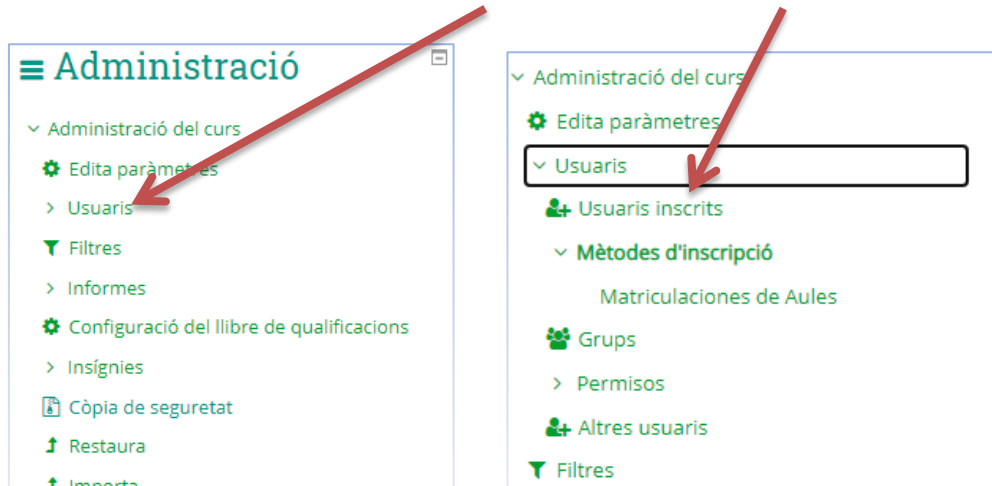 Administració
Administració del curs
Edita paràmetres
Usuaris
Filtres
Informes
Configuració del llibre de qualificacions
Insígnies
Còpia de seguretat
Restaura
Importa
Administració del curs
Edita paràmetres
Usuaris
Usuaris inscrits
Mètodes d'inscripció
Matriculaciones de Aules
Grups
Permisos
Altres usuaris
Filtres